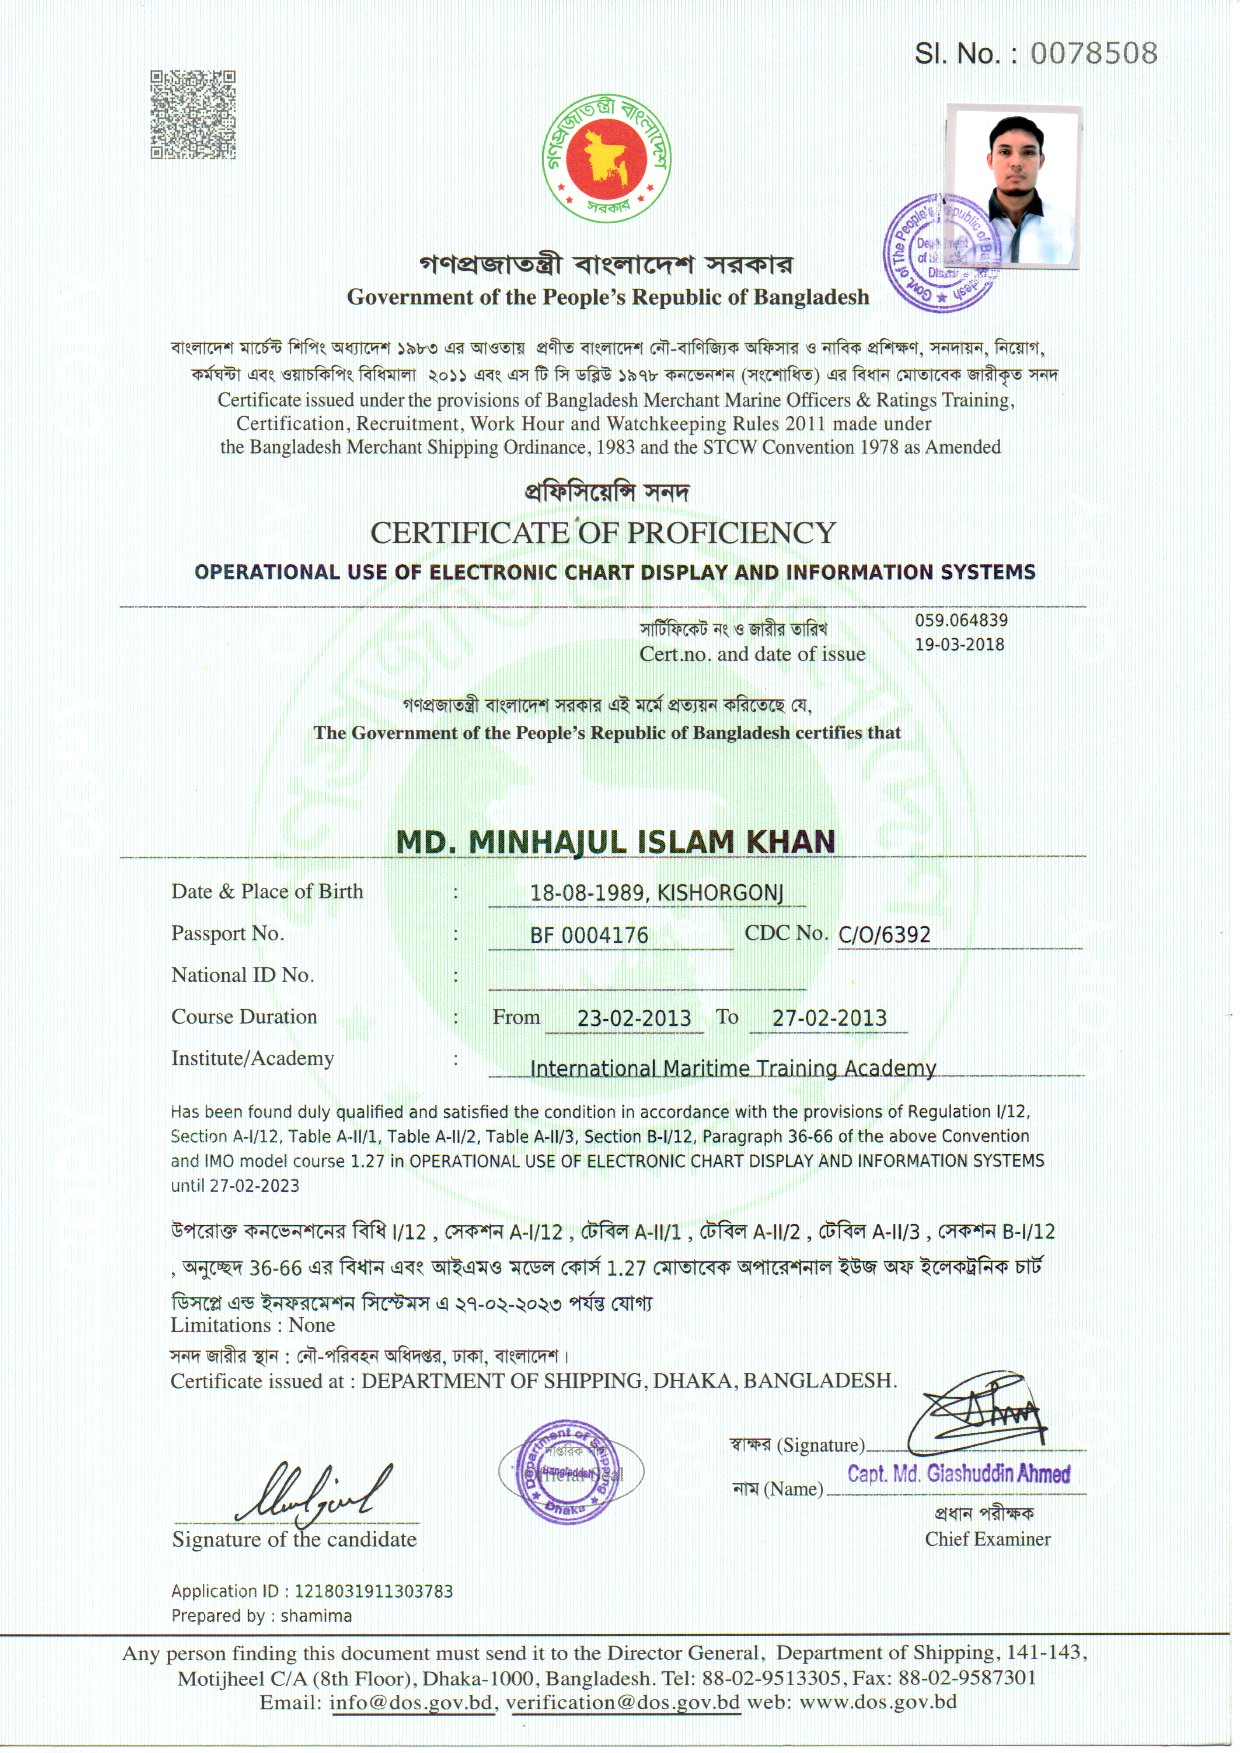 Sl. No. : 0078508
গণপ্রজাতন্ত্রী বাংলাদেশ
সরকার
গণপ্রজাতন্ত্রী বাংলাদেশ সরকার
Government of the People's Republic of Bangladesh
বাংলাদেশ মার্চেন্ট শিপিং অধ্যাদেশ ১৯৮৩ এর আওতায় প্রণীত বাংলাদেশ নৌ-বাণিজ্যিক অফিসার ও নাবিক প্রশিক্ষণ, সনদায়ন, নিয়োগ,
কর্মঘন্টা এবং ওয়াচকিপিং বিধিমালা ২০১১ এবং এস টি সি ডব্লিউ ১৯৭৮ কনভেনশন (সংশোধিত) এর বিধান মোতাবেক জারীকৃত সনদ
Certificate issued under the provisions of Bangladesh Merchant Marine Officers & Ratings Training,
Certification, Recruitment, Work Hour and Watchkeeping Rules 2011 made under
the Bangladesh Merchant Shipping Ordinance, 1983 and the STCW Convention 1978 as Amended
প্রফিসিয়েন্সি সনদ
CERTIFICATE OF PROFICIENCY
OPERATIONAL USE OF ELECTRONIC CHART DISPLAY AND INFORMATION SYSTEMS
সার্টিফিকেট নং ও জারীর তারিখ 059.064839
Cert.no. and date of issue 19-03-2018
গণপ্রজাতন্ত্রী বাংলাদেশ সরকার এই মর্মে প্রত্যয়ন করিতেছে যে,
The Government of the People's Republic of Bangladesh certifies that
MD. MINHAJUL ISLAM KHAN
Date & Place of Birth : 18-08-1989, KISHORGONJ
Passport No. : BF 0004176 CDC No. C/O/6392
National ID No. :
Course Duration : From 23-02-2013 To 27-02-2013
Institute/Academy : International Maritime Training Academy
Has been found duly qualified and satisfied the condition in accordance with the provisions of Regulation I/12,
Section A-I/12, Table A-II/1, Table A-II/2, Table A-II/3, Section B-I/12, Paragraph 36-66 of the above Convention
and IMO model course 1.27 in OPERATIONAL USE OF ELECTRONIC CHART DISPLAY AND INFORMATION SYSTEMS
until 27-02-2023
উপরোক্ত কনভেনশনের বিধি I/12 , সেকশন A-I/12 , টেবিল A-II/1 , টেবিল A-II/2 , টেবিল A-II/3 , সেকশন B-I/12
, অনুচ্ছেদ 36-66 এর বিধান এবং আইএমও মডেল কোর্স 1.27 মোতাবেক অপারেশনাল ইউজ অফ ইলেকট্রনিক চার্ট
ডিসপ্লে এন্ড ইনফরমেশন সিস্টেমস এ ২৭-০২-২০২৩ পর্যন্ত যোগ্য
Limitations : None
সনদ জারীর স্থান : নৌ-পরিবহন অধিদপ্তর, ঢাকা, বাংলাদেশ।
Certificate issued at : DEPARTMENT OF SHIPPING, DHAKA, BANGLADESH.
Department of Shipping
Bangladesh
Dhaka
স্বাক্ষর (Signature)
Capt. Md. Giashuddin Ahmed
নাম (Name)
প্রধান পরীক্ষক
Chief Examiner
Signature of the candidate
Application ID : 1218031911303783
Prepared by : shamima
Any person finding this document must send it to the Director General, Department of Shipping, 141-143,
Motijheel C/A (8th Floor), Dhaka-1000, Bangladesh. Tel: 88-02-9513305, Fax: 88-02-9587301
Email: info@dos.gov.bd, verification@dos.gov.bd web: www.dos.gov.bd